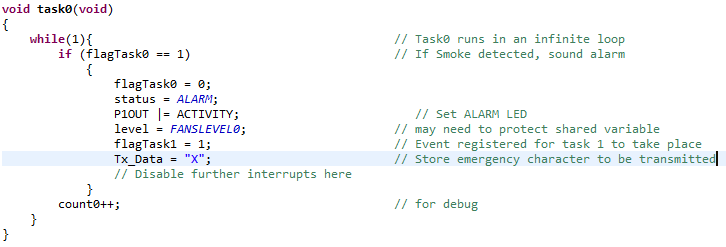 void task0(void)
{
while(1){ // Task0 runs in an infinite loop
if (flagTask0 == 1) // If Smoke detected, sound alarm
{
flagTask0 = 0;
status = ALARM;
P1OUT |= ACTIVITY; // Set ALARM LED
level = FANSLEVEL0; // may need to protect shared variable
flagTask1 = 1; // Event registered for task 1 to take place
Tx_Data = "X"; // Store emergency character to be transmitted
// Disable further interrupts here
}
count0++; // for debug
}
}